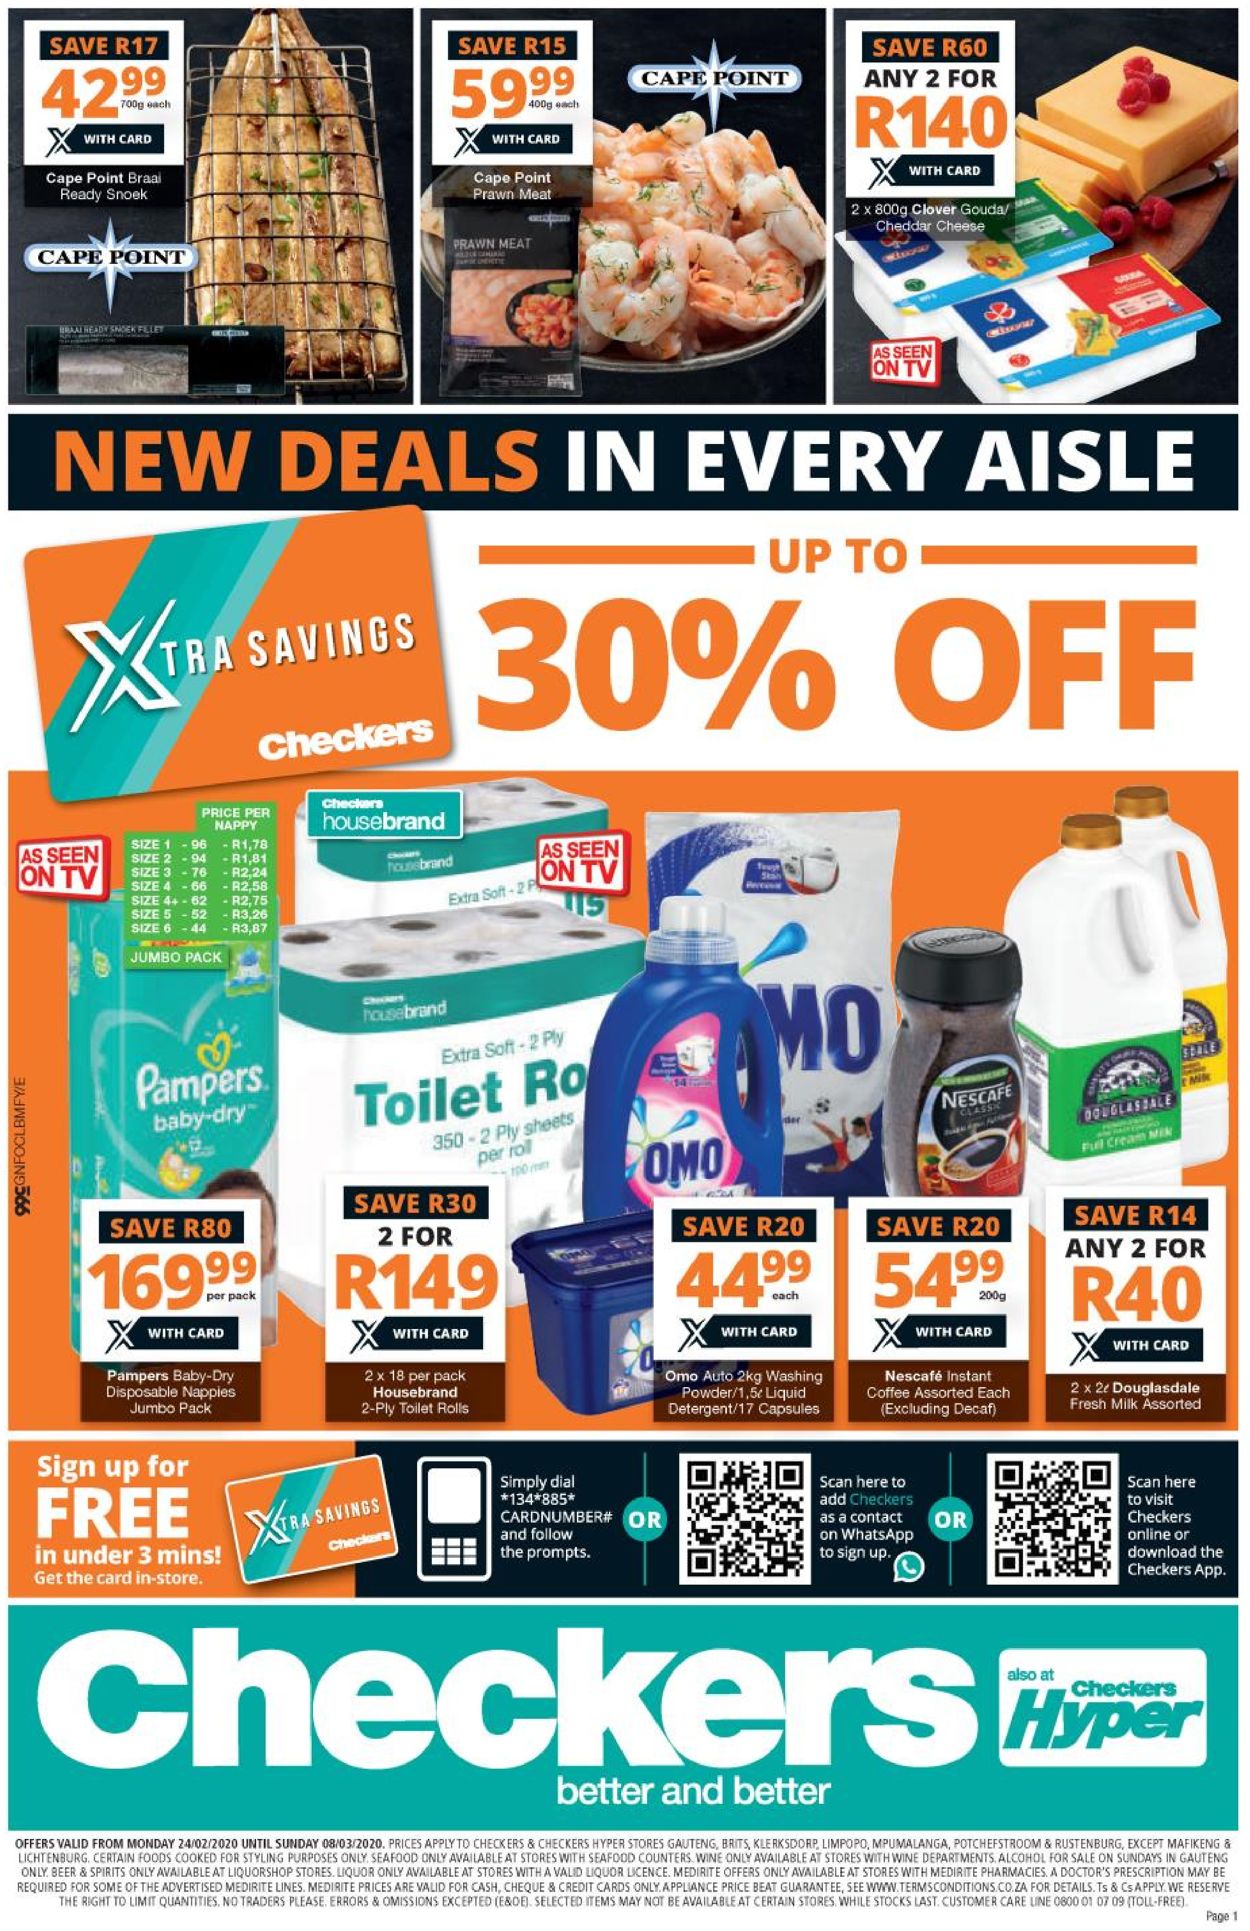 SAVE R17
42 99
700g each
X WITH CARD
Cape Point Braai
Ready Snoek
CAPE POINT
BRAAI READY SNOEK FILLET
CAPE POINT
SAVE R15
59 99
400g each
X WITH CARD
Cape Point
Prawn Meat
CAPE POINT
PRAWN MEAT
SAVE R60
ANY 2 FOR
R140
X WITH CARD
2 x 800g Clover Gouda/
Cheddar Cheese
Clover
GOUDA
Clover
AS SEEN
ON TV
NEW DEALS IN EVERY AISLE
XTRA SAVINGS
Checkers
UP TO
30% OFF
AS SEEN
ON TV
PRICE PER
NAPPY
SIZE 1 - 96 - R1,78
SIZE 2 - 94 - R1,81
SIZE 3 - 76 - R2,24
SIZE 4 - 66 - R2,58
SIZE 4+ - 62 - R2,75
SIZE 5 - 52 - R3,26
SIZE 6 - 44 - R3,87
JUMBO PACK
Pampers
baby-dry™
12
SAVE R80
169 99
per pack
X WITH CARD
Pampers Baby-Dry
Disposable Nappies
Jumbo Pack
Checkers
housebrand
Checkers
housebrand
Extra Soft - 2 P
Checkers
housebrand
Extra Soft - 2 Ply
Toilet Ro
350 - 2 Ply sheets
per roll
SAVE R30
2 FOR
R149
X WITH CARD
2 x 18 per pack
Housebrand
2-Ply Toilet Rolls
AS SEEN
ON TV
Tough
Stain
Removal
OMO
OMO
SAVE R20
44 99
each
X WITH CARD
Omo Auto 2kg Washing
Powder/1,5ℓ Liquid
Detergent/17 Capsules
NESCAFÉ
CLASSIC
SAVE R20
54 99
200g
X WITH CARD
Nescafé Instant
Coffee Assorted Each
(Excluding Decaf)
DOUGLASDALE
Full Cream Milk
SAVE R14
ANY 2 FOR
R40
X WITH CARD
2 x 2ℓ Douglasdale
Fresh Milk Assorted
99cGNFOCLBMFY/E
Sign up for
FREE
in under 3 mins!
Get the card in-store.
XTRA SAVINGS
Checkers
Simply dial
*134*885*
CARDNUMBER#
and follow
the prompts.
OR
Scan here to
add Checkers
as a contact
on WhatsApp
to sign up.
OR
Scan here
to visit
Checkers
online or
download the
Checkers App.
Checkers
better and better
also at
Checkers
Hyper
OFFERS VALID FROM MONDAY 24/02/2020 UNTIL SUNDAY 08/03/2020. PRICES APPLY TO CHECKERS & CHECKERS HYPER STORES GAUTENG, BRITS, KLERKSDORP, LIMPOPO, MPUMALANGA, POTCHEFSTROOM & RUSTENBURG, EXCEPT MAFIKENG &
LICHTENBURG. CERTAIN FOODS COOKED FOR STYLING PURPOSES ONLY. SEAFOOD ONLY AVAILABLE AT STORES WITH SEAFOOD COUNTERS. WINE ONLY AVAILABLE AT STORES WITH WINE DEPARTMENTS. ALCOHOL FOR SALE ON SUNDAYS IN GAUTENG
ONLY. BEER & SPIRITS ONLY AVAILABLE AT LIQUORSHOP STORES. LIQUOR ONLY AVAILABLE AT STORES WITH A VALID LIQUOR LICENCE. MEDIRITE OFFERS ONLY AVAILABLE AT STORES WITH MEDIRITE PHARMACIES. A DOCTOR'S PRESCRIPTION MAY BE
REQUIRED FOR SOME OF THE ADVERTISED MEDIRITE LINES. MEDIRITE PRICES ARE VALID FOR CASH, CHEQUE & CREDIT CARDS ONLY. APPLIANCE PRICE BEAT GUARANTEE, SEE WWW.TERMSCONDITIONS.CO.ZA FOR DETAILS. Ts & Cs APPLY. WE RESERVE
THE RIGHT TO LIMIT QUANTITIES. NO TRADERS PLEASE. ERRORS & OMISSIONS EXCEPTED (E&OE). SELECTED ITEMS MAY NOT BE AVAILABLE AT CERTAIN STORES. WHILE STOCKS LAST. CUSTOMER CARE LINE 0800 01 07 09 (TOLL-FREE).
Page 1